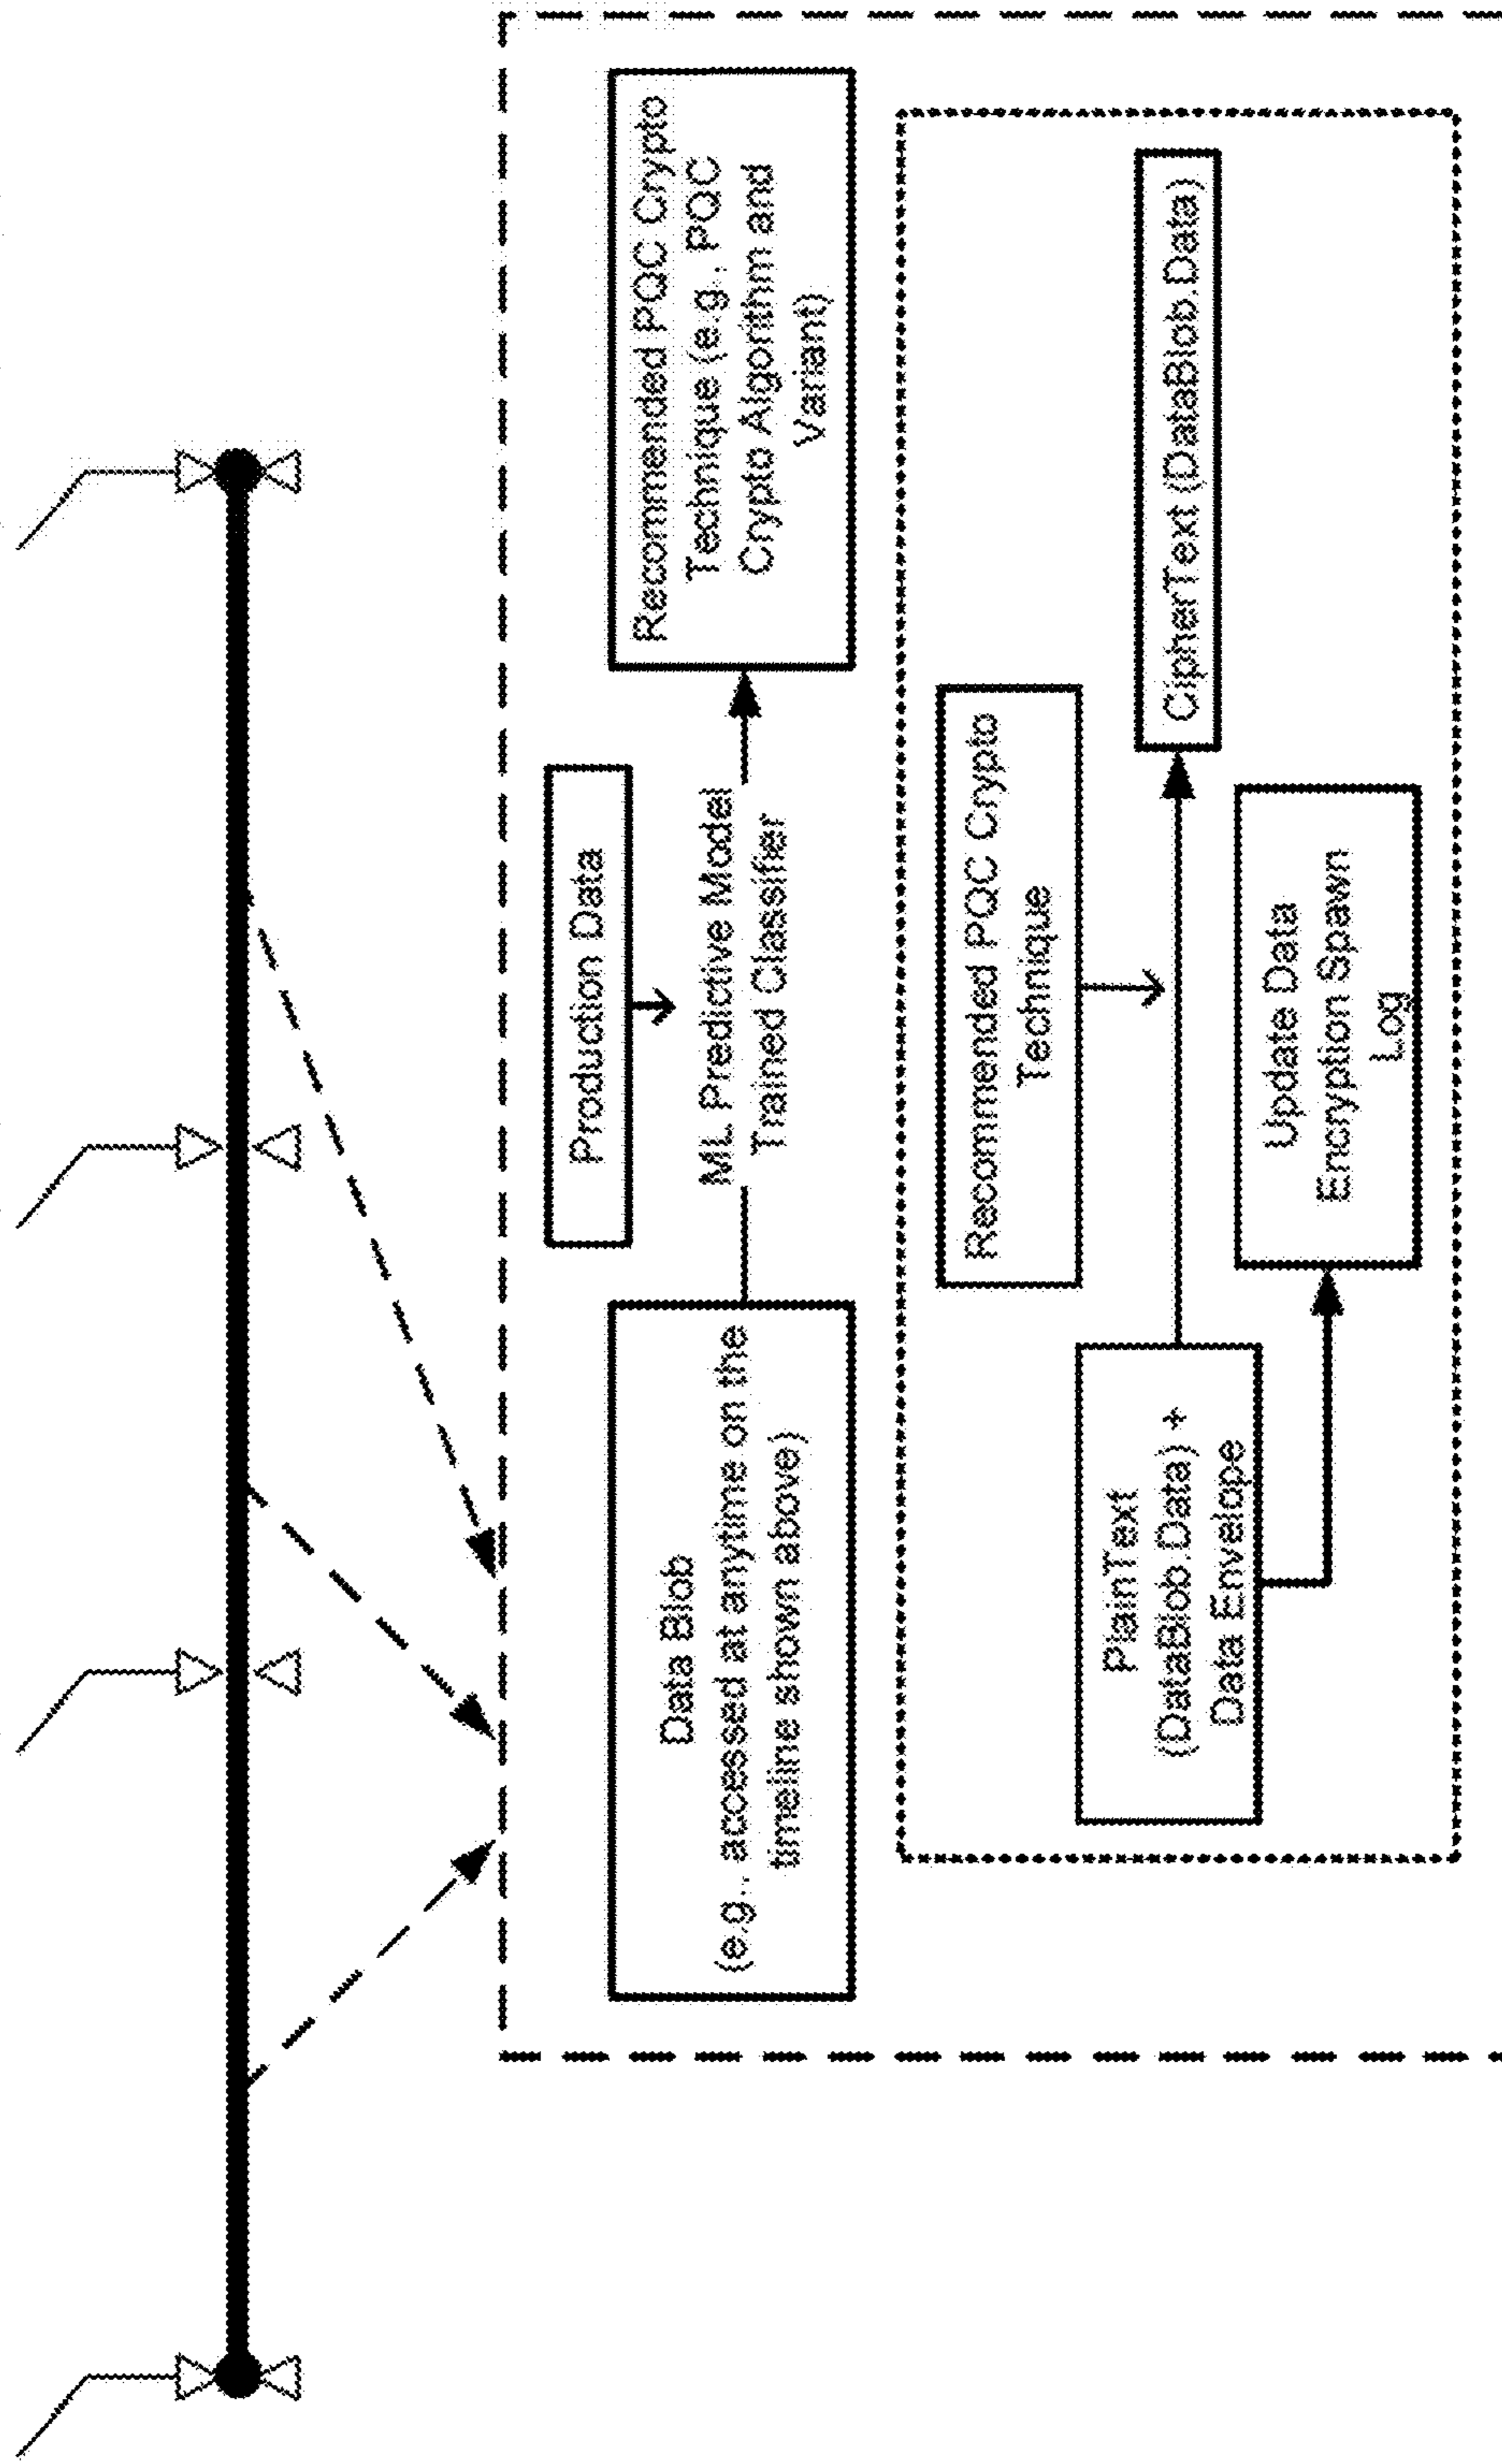 Production Data
Data Blob
(e.g., accessed at anytime on the
timeline shown above)
ML Predictive Model
Trained Classifier
Recommended PQC Crypto
Technique (e.g., PQC
Crypto Algorithm and
Variant)
Recommended PQC Crypto
Technique
PlainText
(DataBlob.Data) +
Data Envelope
CipherText (DataBlob.Data)
Update Data
Encryption Spawn
Log